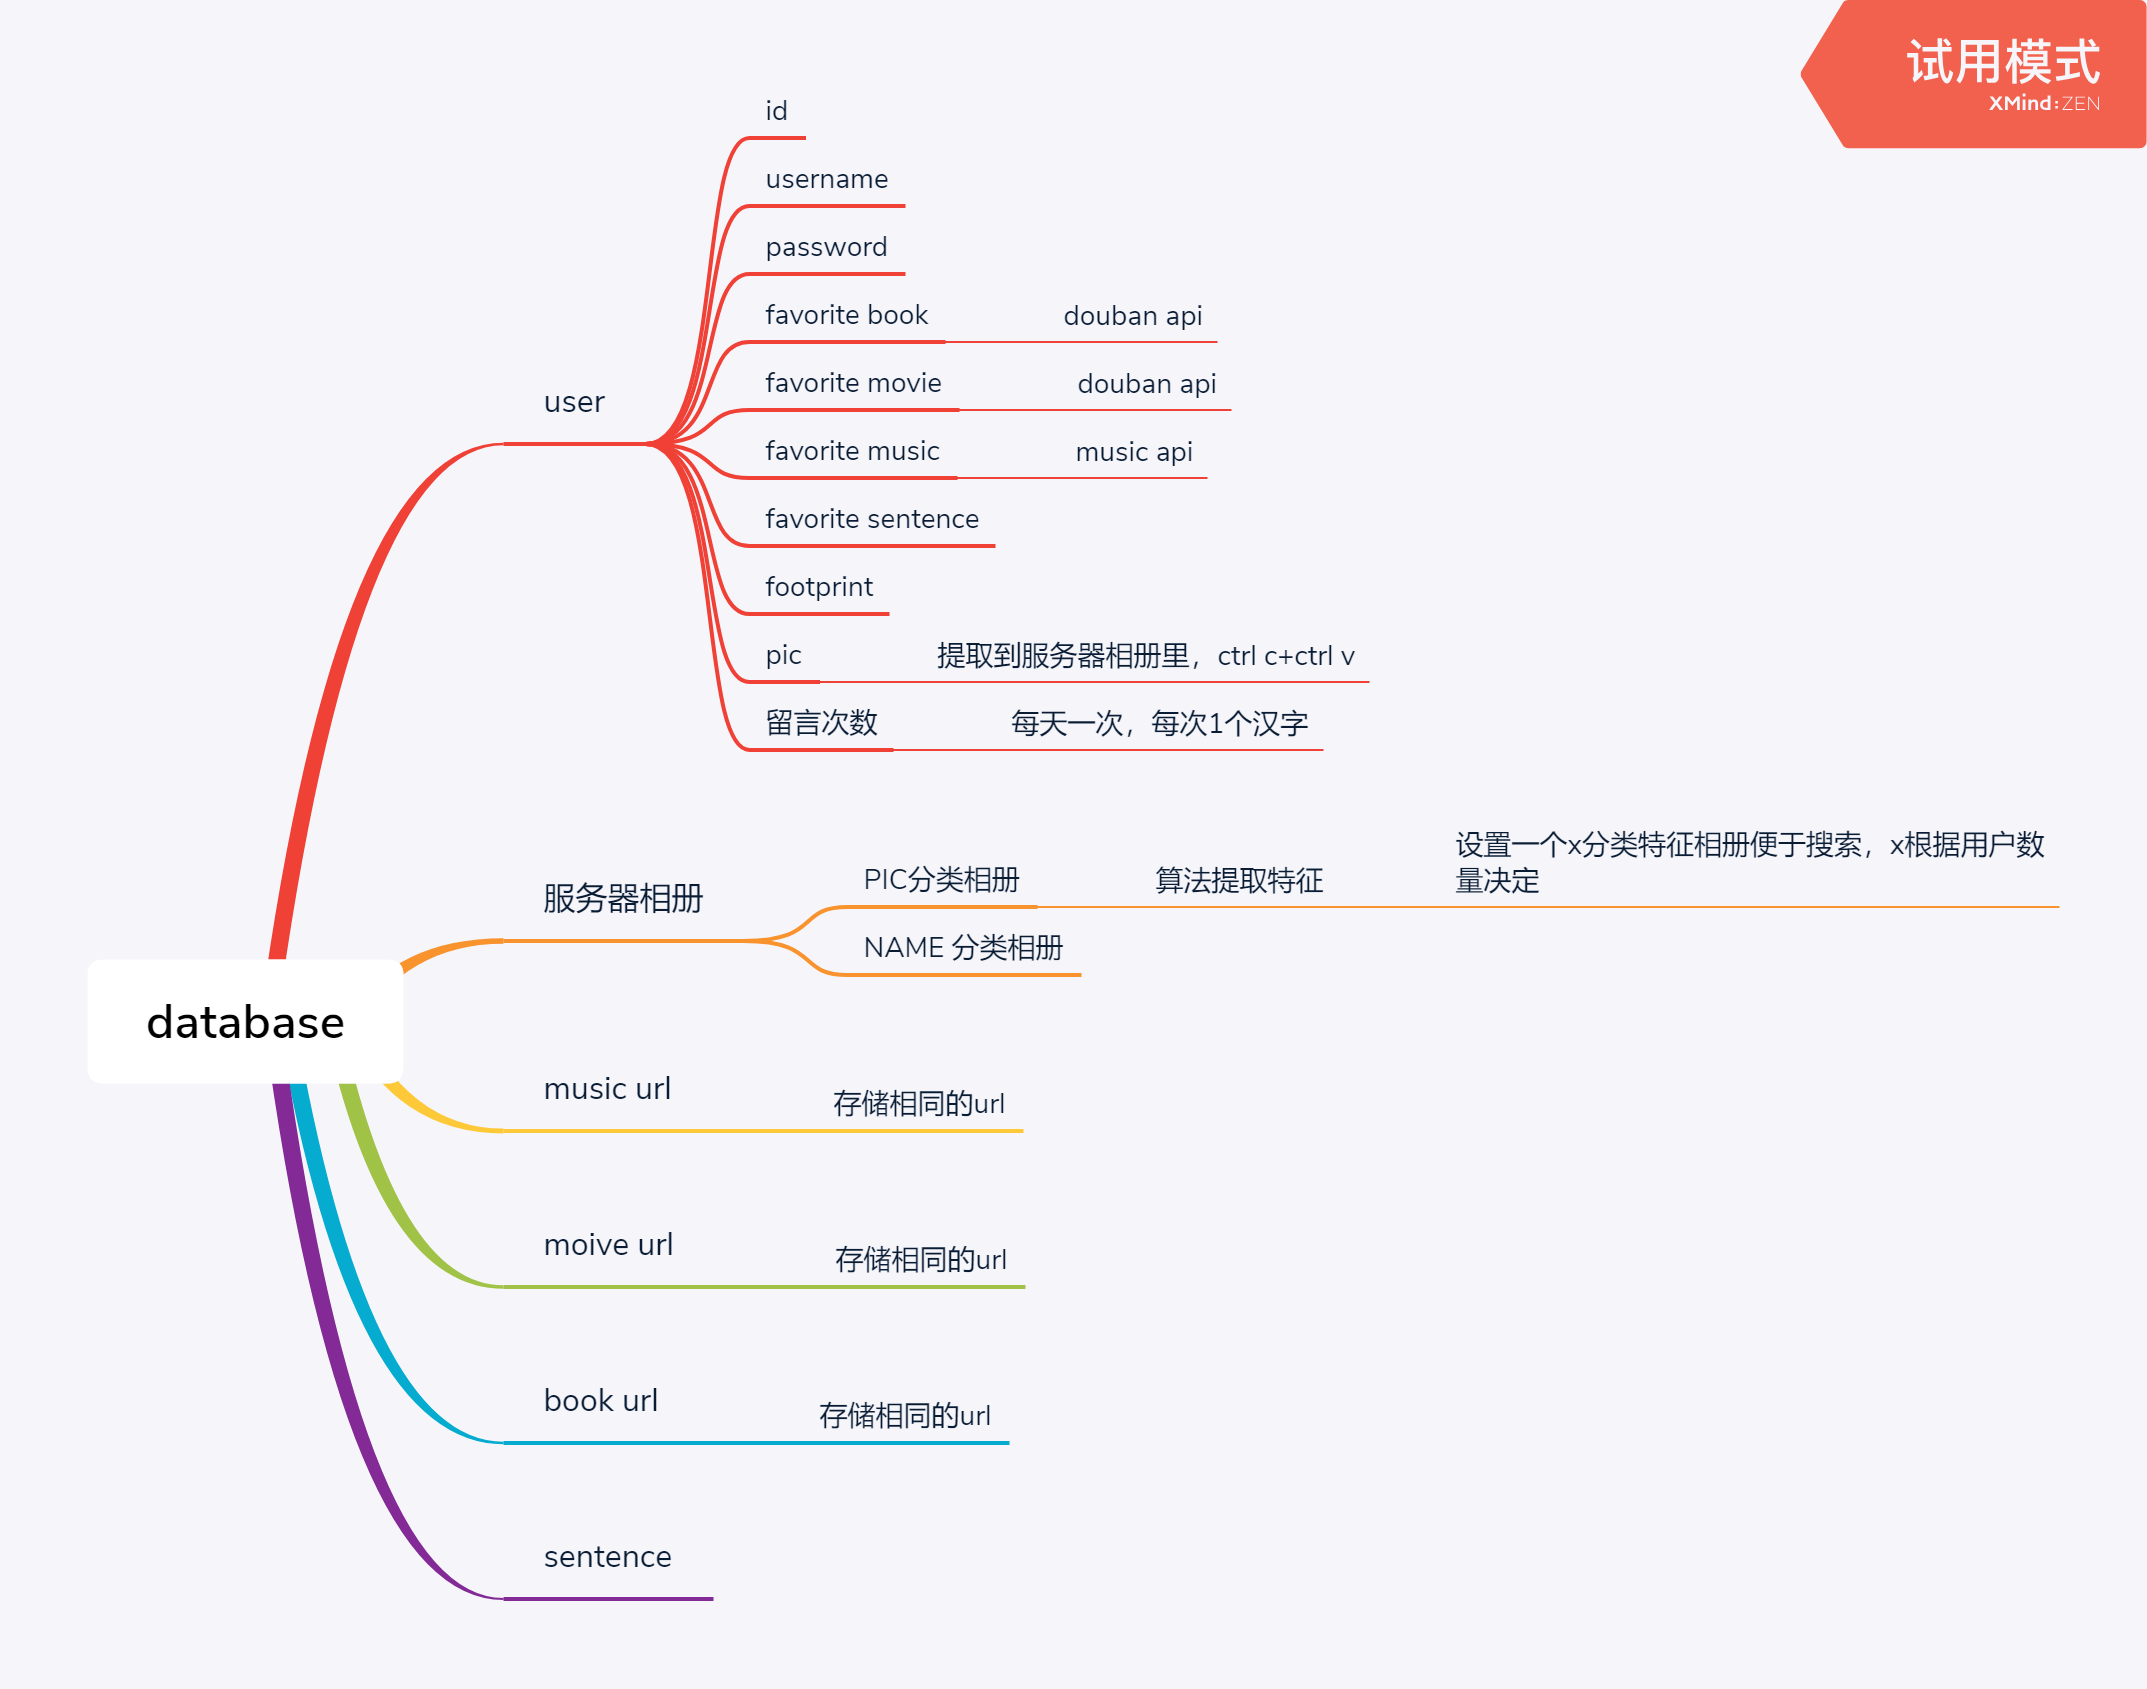 试用模式
XMind:ZEN
id
username
password
favorite book
douban api
favorite movie
douban api
user
favorite music
music api
favorite sentence
footprint
pic
提取到服务器相册里，ctrl c+ctrl v
留言次数
每天一次，每次1个汉字
服务器相册
PIC分类相册
算法提取特征
设置一个x分类特征相册便于搜索，x根据用户数
量决定
NAME 分类相册
database
music url
存储相同的url
moive url
存储相同的url
book url
存储相同的url
sentence